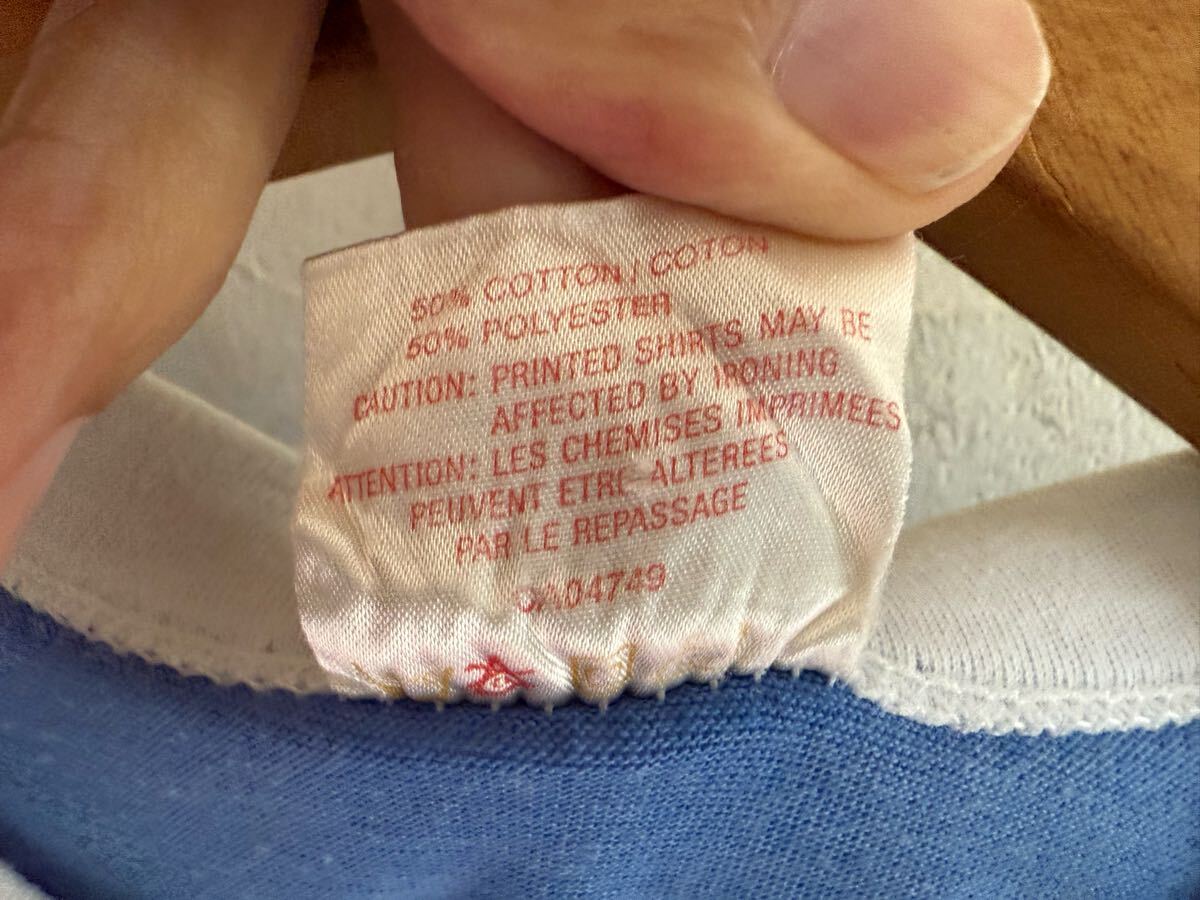 50% COTTON / COTON
50% POLYESTER
CAUTION: PRINTED SHIRTS MAY BE
AFFECTED BY IRONING
ATTENTION: LES CHEMISES IMPRIMEES
PEUVENT ETRE ALTEREES
PAR LE REPASSAGE
CA04749